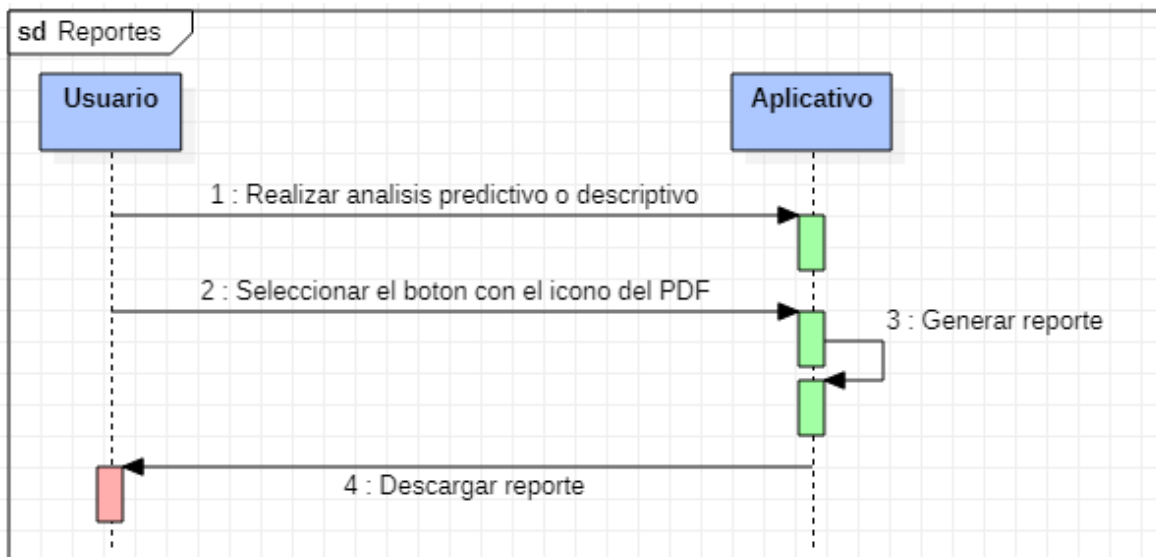 sd Reportes
Usuario
Aplicativo
1 : Realizar analisis predictivo o descriptivo
2 : Seleccionar el boton con el icono del PDF
3 : Generar reporte
4 : Descargar reporte